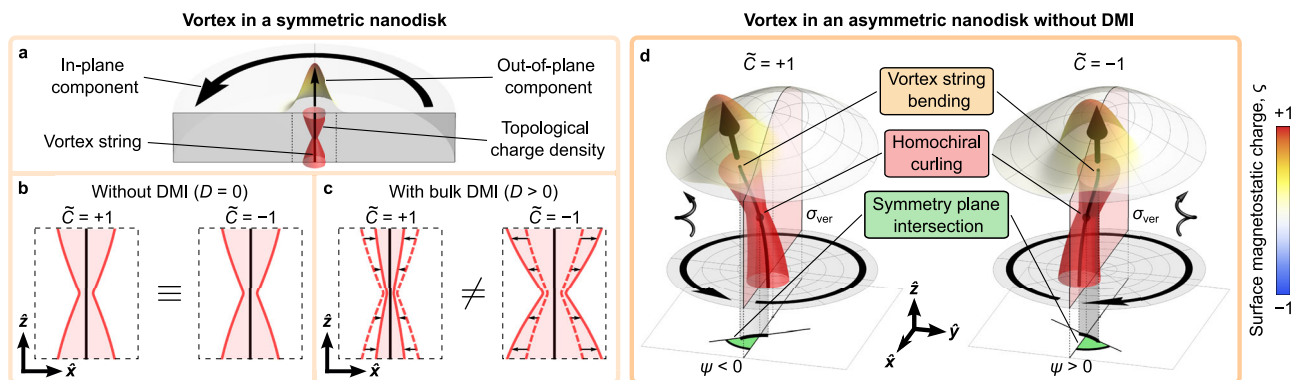 Vortex in a symmetric nanodisk
a
In-plane
component
Out-of-plane
component
Vortex string
Topological
charge density
b
Without DMI (D = 0)
C̃ = +1
C̃ = −1
≡
ẑ
x̂
c
With bulk DMI (D > 0)
C̃ = +1
C̃ = −1
≠
ẑ
x̂
Vortex in an asymmetric nanodisk without DMI
d
C̃ = +1
C̃ = −1
Vortex string
bending
Homochiral
curling
Symmetry plane
intersection
σver
σver
ẑ
ŷ
x̂
ψ < 0
ψ > 0
Surface magnetostatic charge, ς
+1
−1